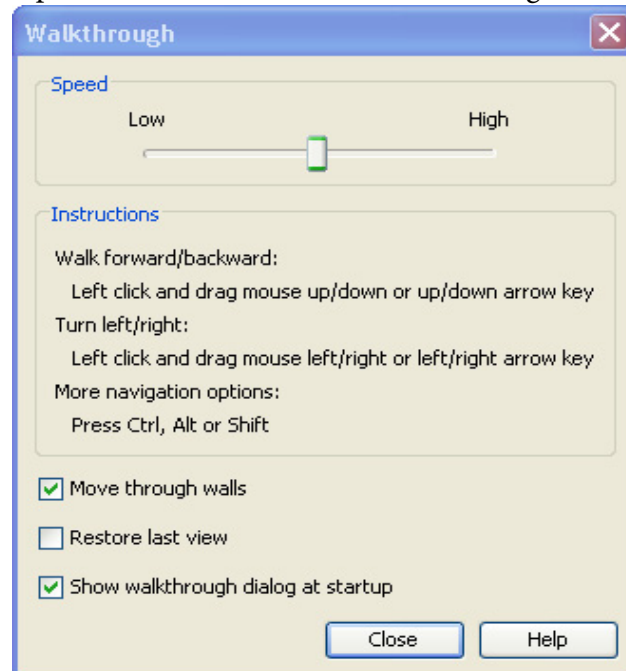 Walkthrough
Speed
Low High
Instructions
Walk forward/backward:
Left click and drag mouse up/down or up/down arrow key
Turn left/right:
Left click and drag mouse left/right or left/right arrow key
More navigation options:
Press Ctrl, Alt or Shift
Move through walls
Restore last view
Show walkthrough dialog at startup
Close Help